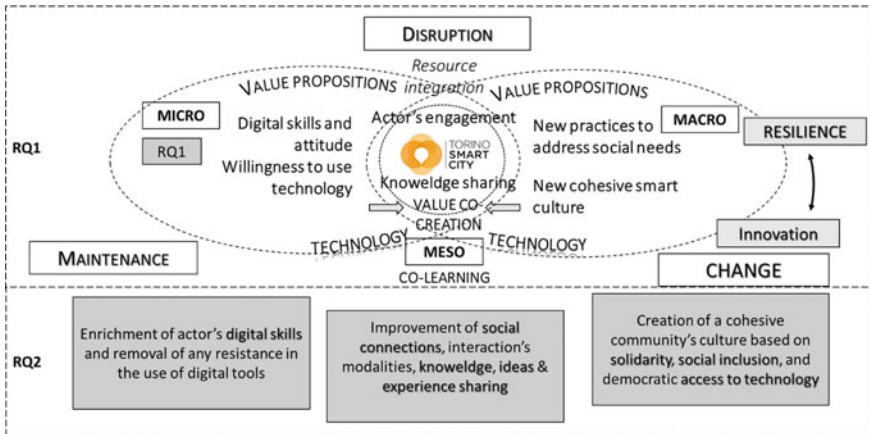 DISRUPTION
Resource
integration
VALUE PROPOSITIONS
VALUE PROPOSITIONS
MICRO
Actor's engagement
MACRO
RQ1
RQ1
Digital skills and
attitude
Willingness to use
technology
TORINO
SMART
CITY
New practices to
address social needs
RESILIENCE
Knoweldge sharing
VALUE CO-
CREATION
New cohesive smart
culture
Innovation
TECHNOLOGY
TECHNOLOGY
MAINTENANCE
MESO
CO-LEARNING
CHANGE
RQ2
Enrichment of actor's digital skills
and removal of any resistance in
the use of digital tools
Improvement of social
connections, interaction's
modalities, knoweldge, ideas &
experience sharing
Creation of a cohesive
community's culture based on
solidarity, social inclusion, and
democratic access to technology